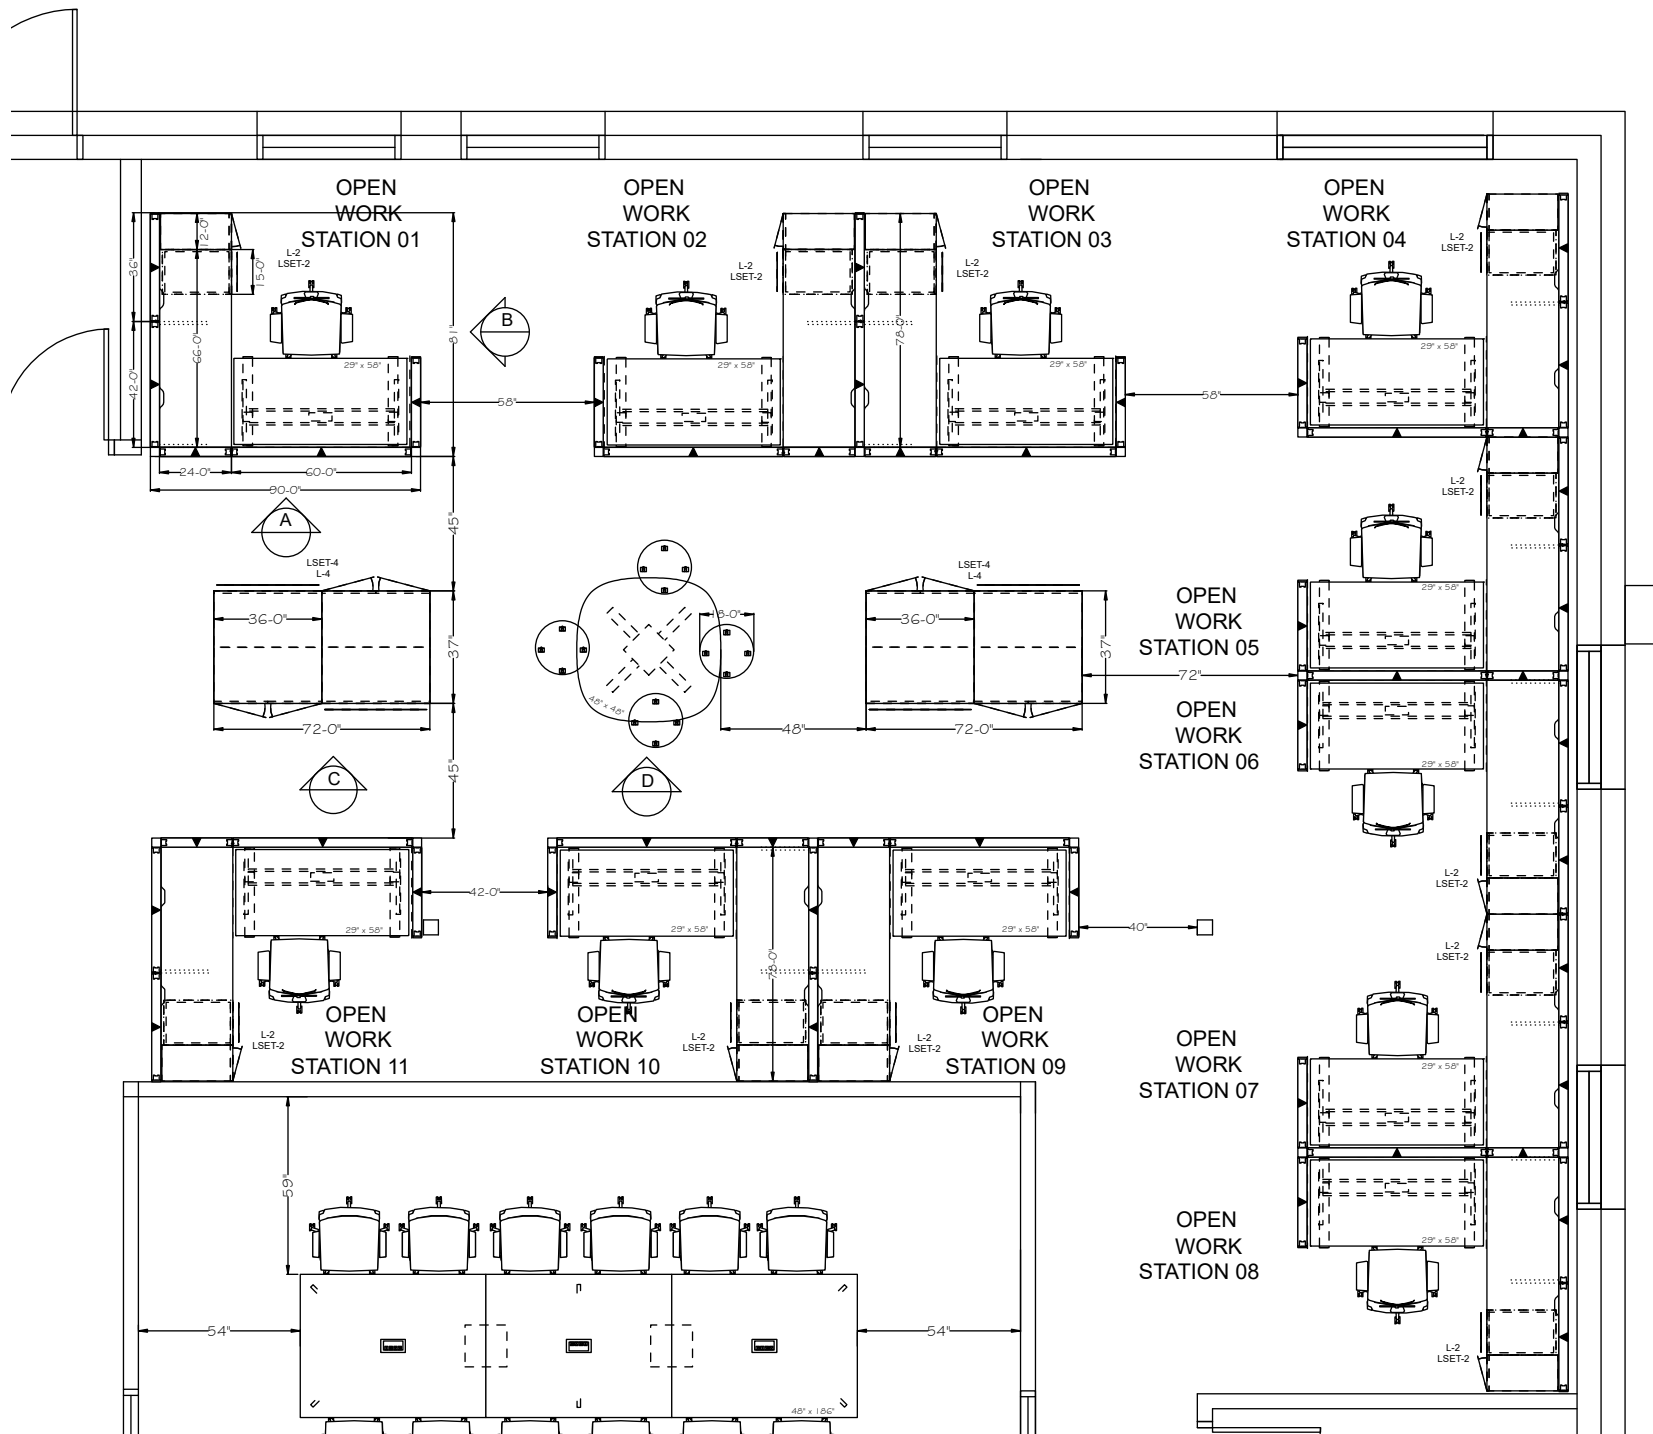 OPEN
WORK
STATION 01
OPEN
WORK
STATION 02
OPEN
WORK
STATION 03
OPEN
WORK
STATION 04
L-2
LSET-2
L-2
LSET-2
L-2
LSET-2
L-2
LSET-2
36"
12-0"
15-0"
66-0"
42-0"
81"
78-0"
B
29" x 58"
29" x 58"
29" x 58"
29" x 58"
58"
58"
24-0"
60-0"
90-0"
A
45"
L-2
LSET-2
LSET-4
L-4
LSET-4
L-4
36-0"
37"
72-0"
18-0"
48" x 48"
48"
36-0"
37"
72-0"
72"
OPEN
WORK
STATION 05
29" x 58"
OPEN
WORK
STATION 06
29" x 58"
C
D
45"
42-0"
78-0"
40"
29" x 58"
29" x 58"
29" x 58"
L-2
LSET-2
L-2
LSET-2
OPEN
WORK
STATION 11
L-2
LSET-2
OPEN
WORK
STATION 10
L-2
LSET-2
OPEN
WORK
STATION 09
L-2
LSET-2
OPEN
WORK
STATION 07
29" x 58"
OPEN
WORK
STATION 08
29" x 58"
L-2
LSET-2
59"
54"
54"
48" x 186"